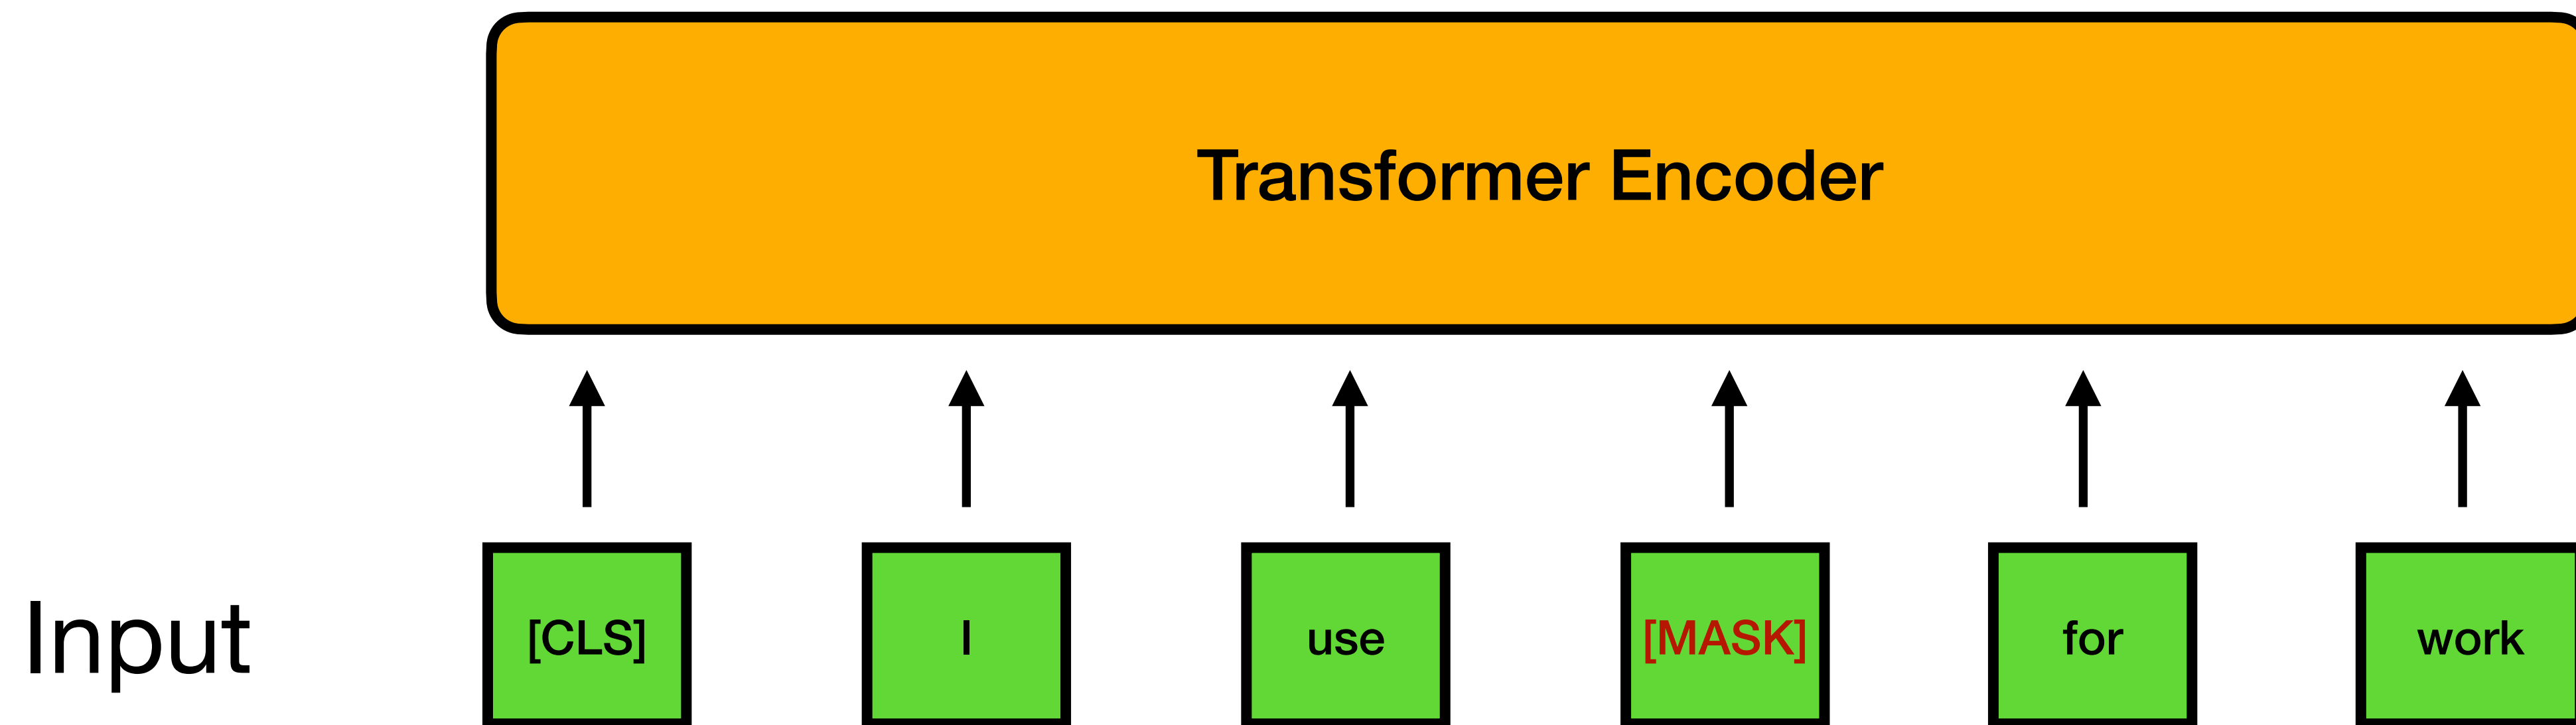 Transformer Encoder
Input [CLS] I use [MASK] for work